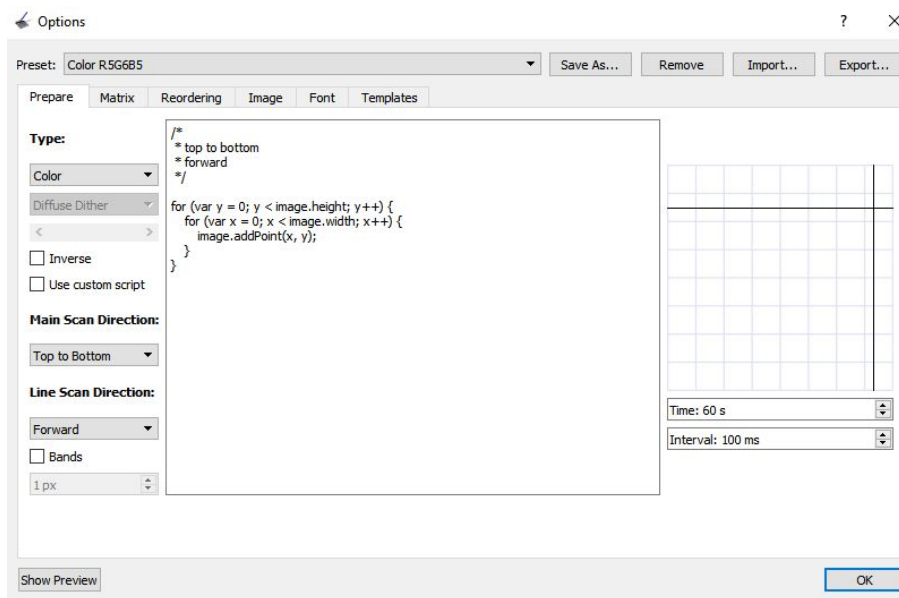 Options
?
Preset: Color R5G6B5
Save As...
Remove
Import...
Export...
Prepare
Matrix
Reordering
Image
Font
Templates
Type:
Color
Diffuse Dither
Inverse
Use custom script
Main Scan Direction:
Top to Bottom
Line Scan Direction:
Forward
Bands
1 px
/*
* top to bottom
* forward
*/
for (var y = 0; y < image.height; y++) {
for (var x = 0; x < image.width; x++) {
image.addPoint(x, y);
}
}
Time: 60 s
Interval: 100 ms
Show Preview
OK